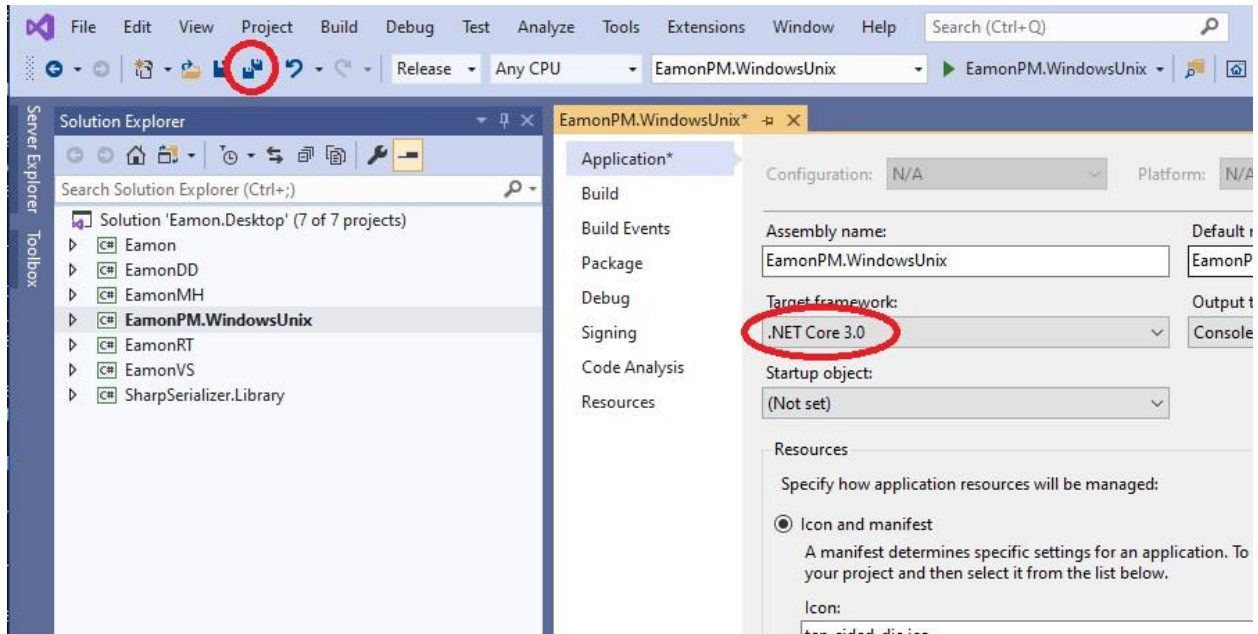 File Edit View Project Build Debug Test Analyze Tools Extensions Window Help Search (Ctrl+Q)
Release Any CPU EamonPM.WindowsUnix EamonPM.WindowsUnix
Server Explorer
Toolbox
Solution Explorer
Search Solution Explorer (Ctrl+;)
Solution 'Eamon.Desktop' (7 of 7 projects)
C# Eamon
C# EamonDD
C# EamonMH
C# EamonPM.WindowsUnix
C# EamonRT
C# EamonVS
C# SharpSerializer.Library
EamonPM.WindowsUnix*
Application*
Build
Build Events
Package
Debug
Signing
Code Analysis
Resources
Configuration: N/A Platform: N/A
Assembly name: Default
EamonPM.WindowsUnix EamonP
Target framework: Output t
.NET Core 3.0 Console
Startup object:
(Not set)
Resources
Specify how application resources will be managed:
Icon and manifest
A manifest determines specific settings for an application. To
your project and then select it from the list below.
Icon: